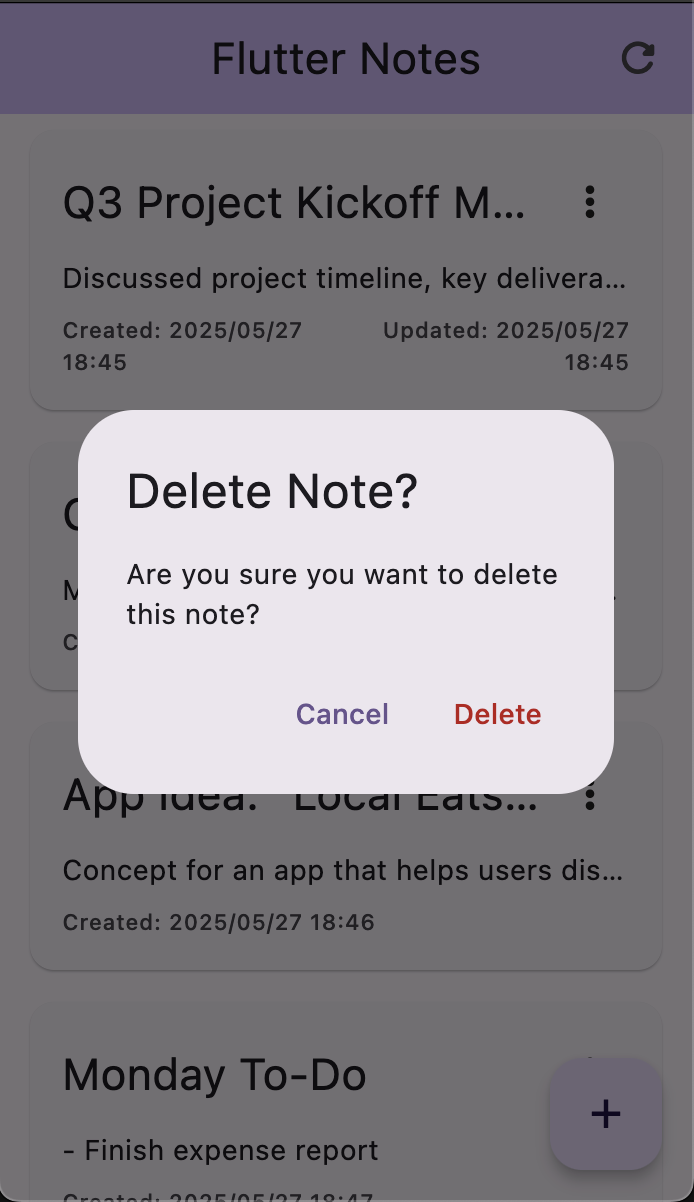 Flutter Notes
Q3 Project Kickoff M...
Discussed project timeline, key delivera...
Created: 2025/05/27
18:45
Updated: 2025/05/27
18:45
Delete Note?
Are you sure you want to delete
this note?
Cancel
Delete
App Idea: "Local Eats...
Concept for an app that helps users dis...
Created: 2025/05/27 18:46
Monday To-Do
- Finish expense report
Created: 2025/05/27 18:47